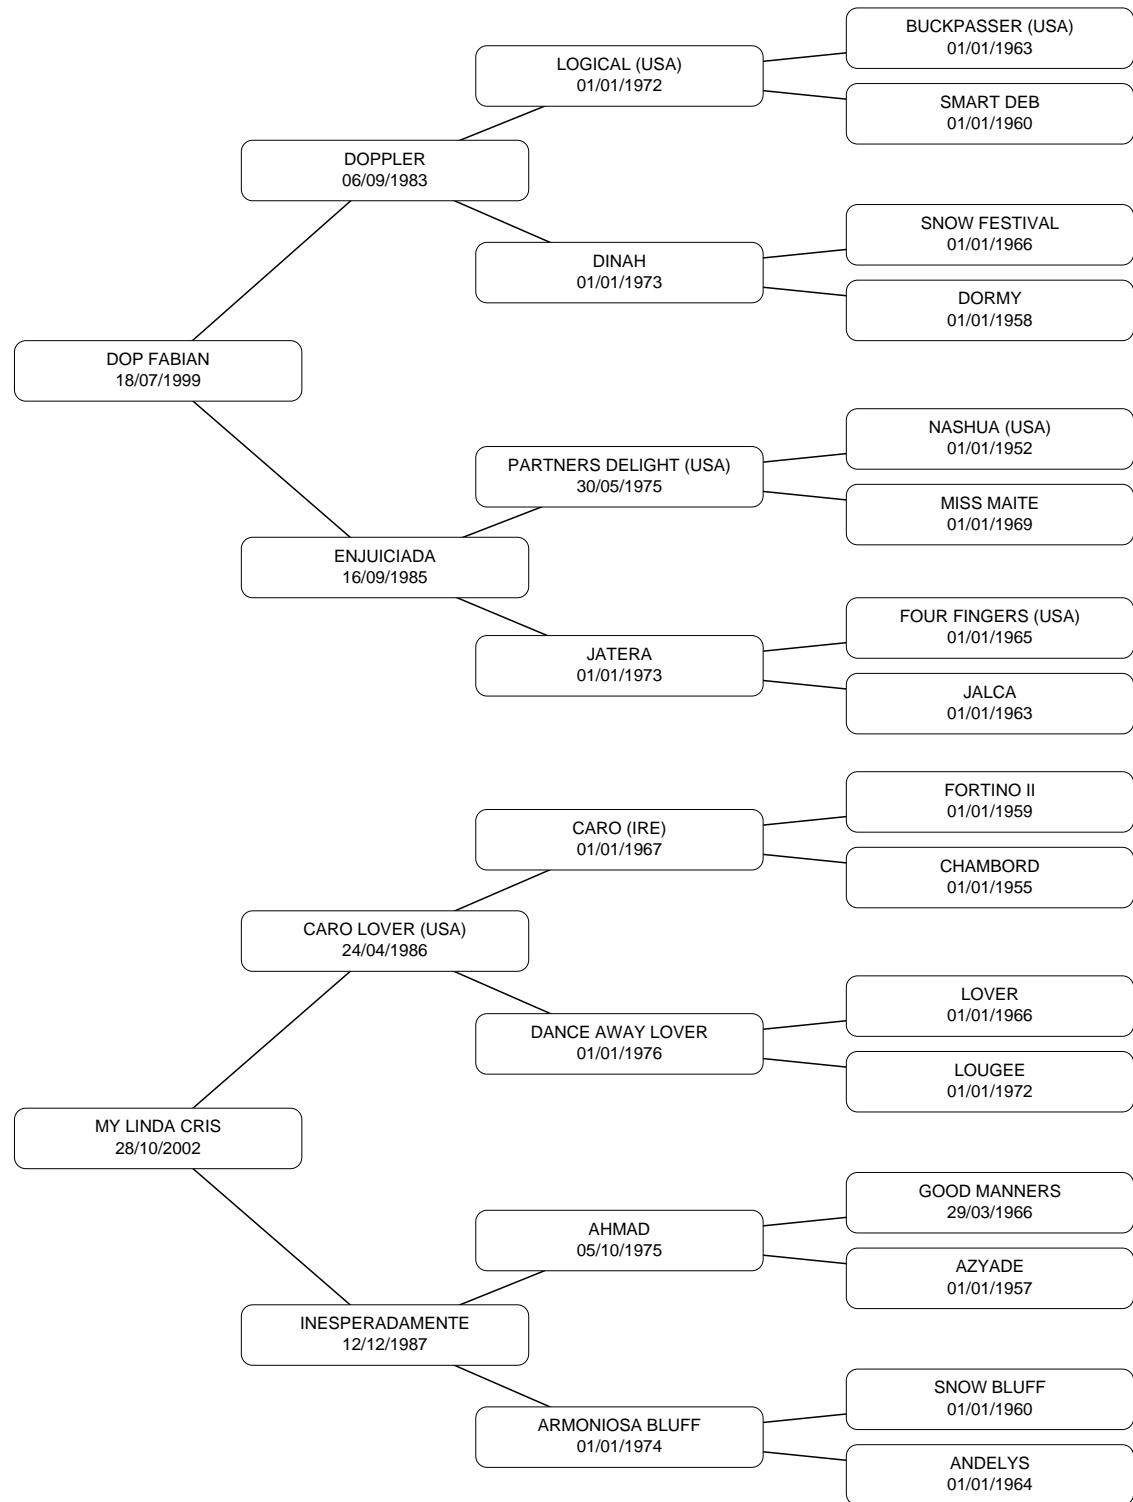 BUCKPASSER (USA)
01/01/1963
LOGICAL (USA)
01/01/1972
SMART DEB
01/01/1960
DOPPLER
06/09/1983
SNOW FESTIVAL
01/01/1966
DINAH
01/01/1973
DORMY
01/01/1958
DOP FABIAN
18/07/1999
NASHUA (USA)
01/01/1952
PARTNERS DELIGHT (USA)
30/05/1975
MISS MAITE
01/01/1969
ENJUICIADA
16/09/1985
FOUR FINGERS (USA)
01/01/1965
JATERA
01/01/1973
JALCA
01/01/1963
FORTINO II
01/01/1959
CARO (IRE)
01/01/1967
CHAMBORD
01/01/1955
CARO LOVER (USA)
24/04/1986
LOVER
01/01/1966
DANCE AWAY LOVER
01/01/1976
LOUGEE
01/01/1972
MY LINDA CRIS
28/10/2002
GOOD MANNERS
29/03/1966
AHMAD
05/10/1975
AZYADE
01/01/1957
INESPERADAMENTE
12/12/1987
SNOW BLUFF
01/01/1960
ARMONIOSA BLUFF
01/01/1974
ANDELYS
01/01/1964